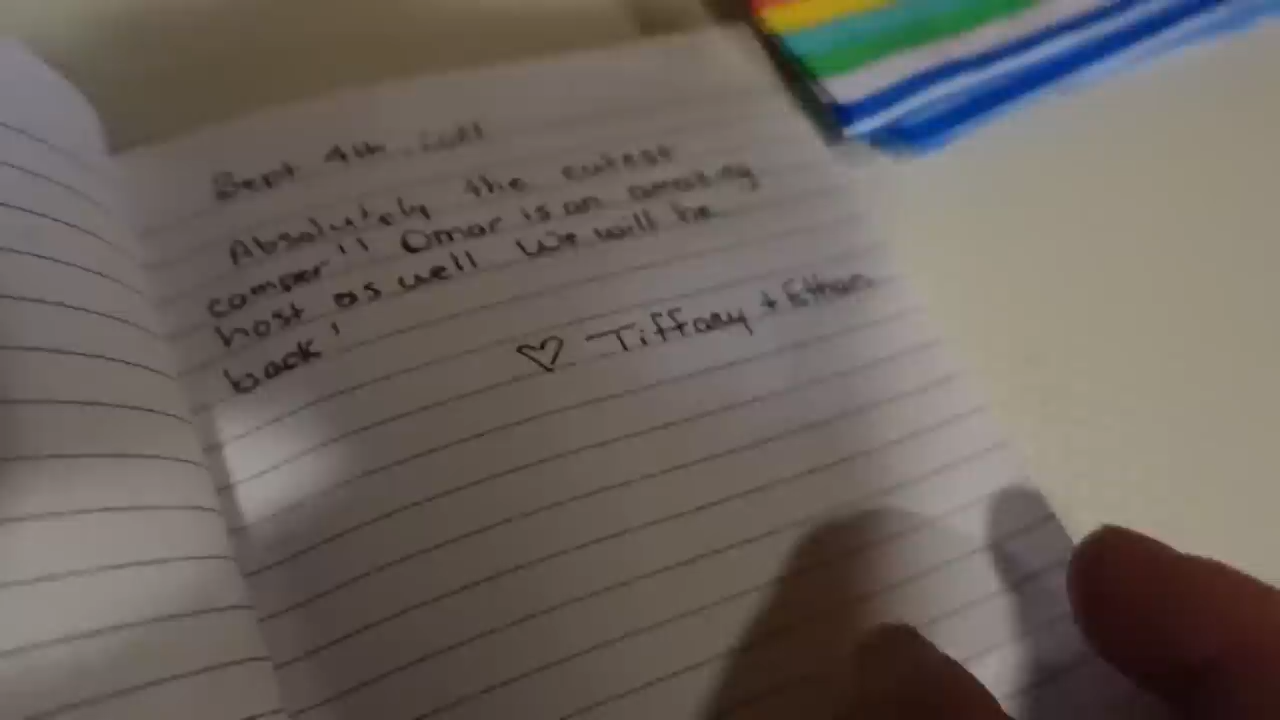 Sept 4th
Absolutely the cutest
camper!! Omar is an amazing
host as well We will be
back!
♡ Tiffany + Ethan